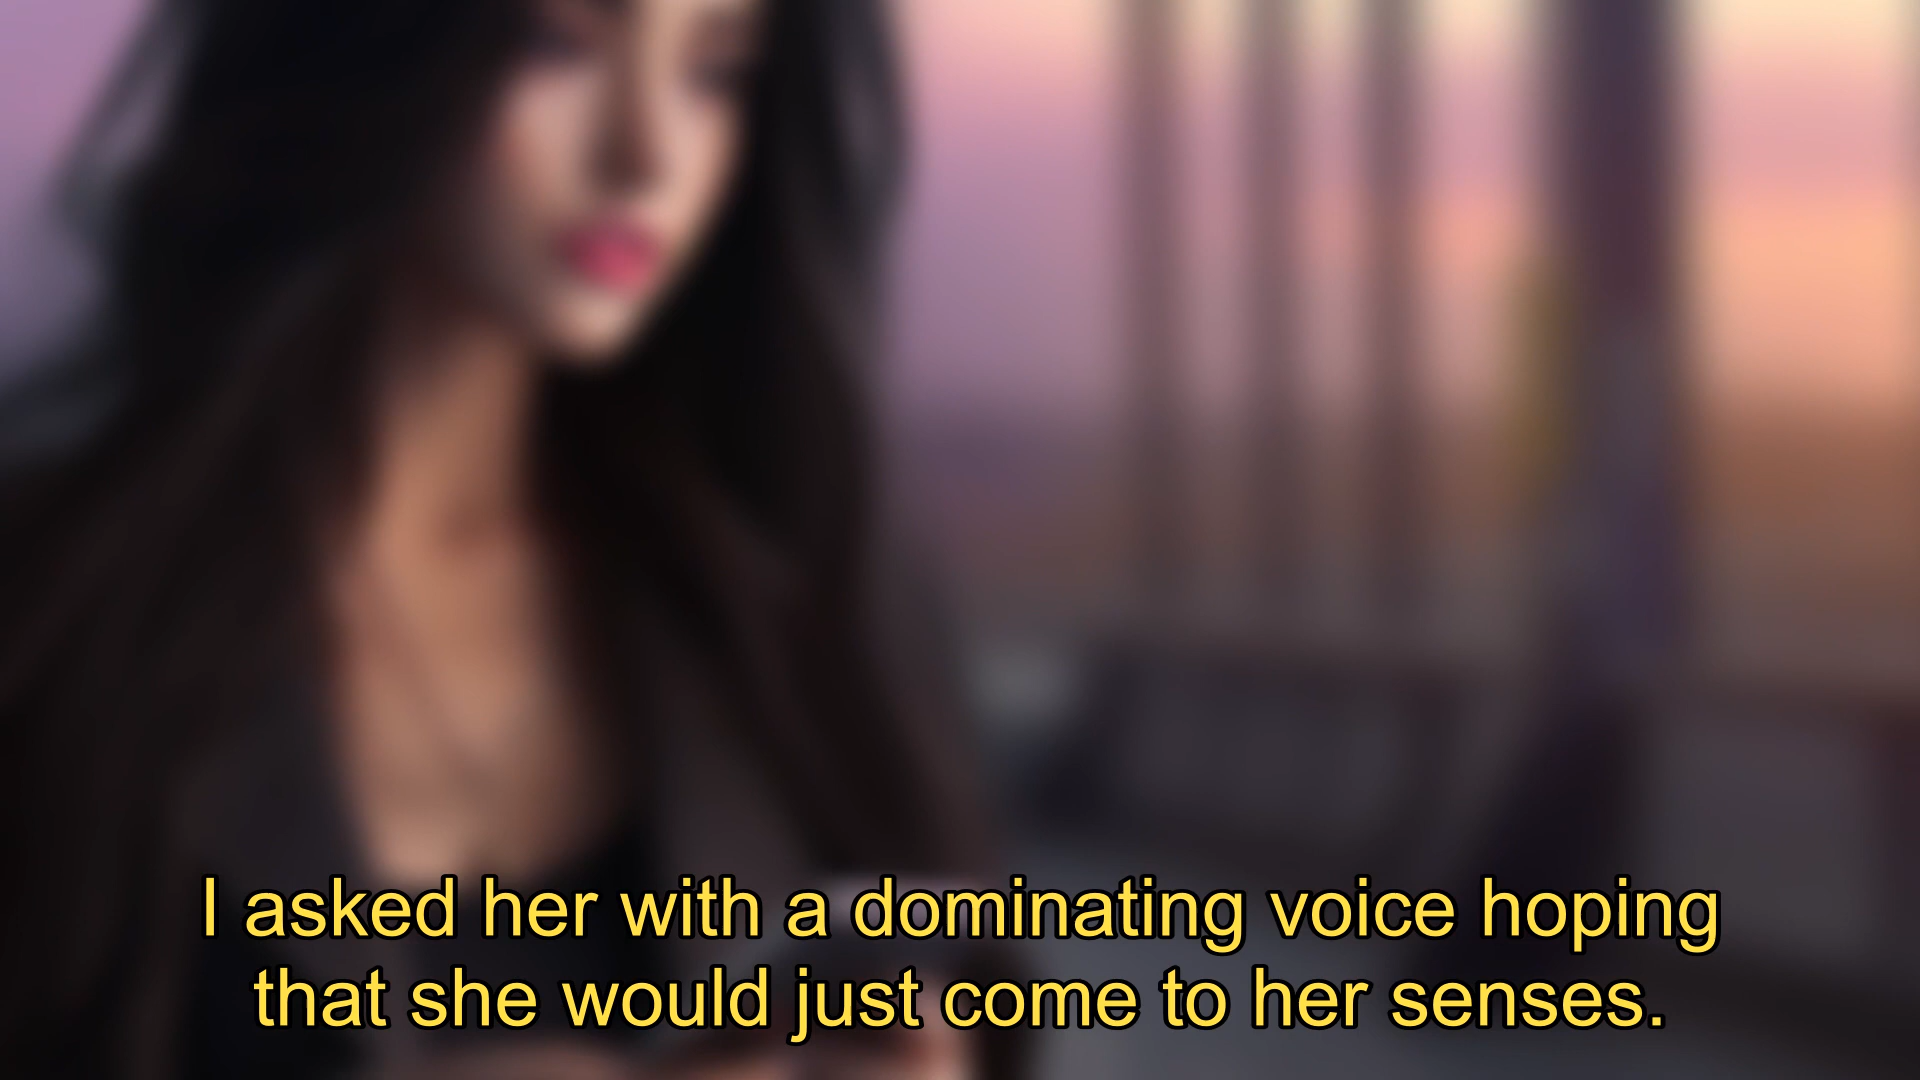 I asked her with a dominating voice hoping
that she would just come to her senses.